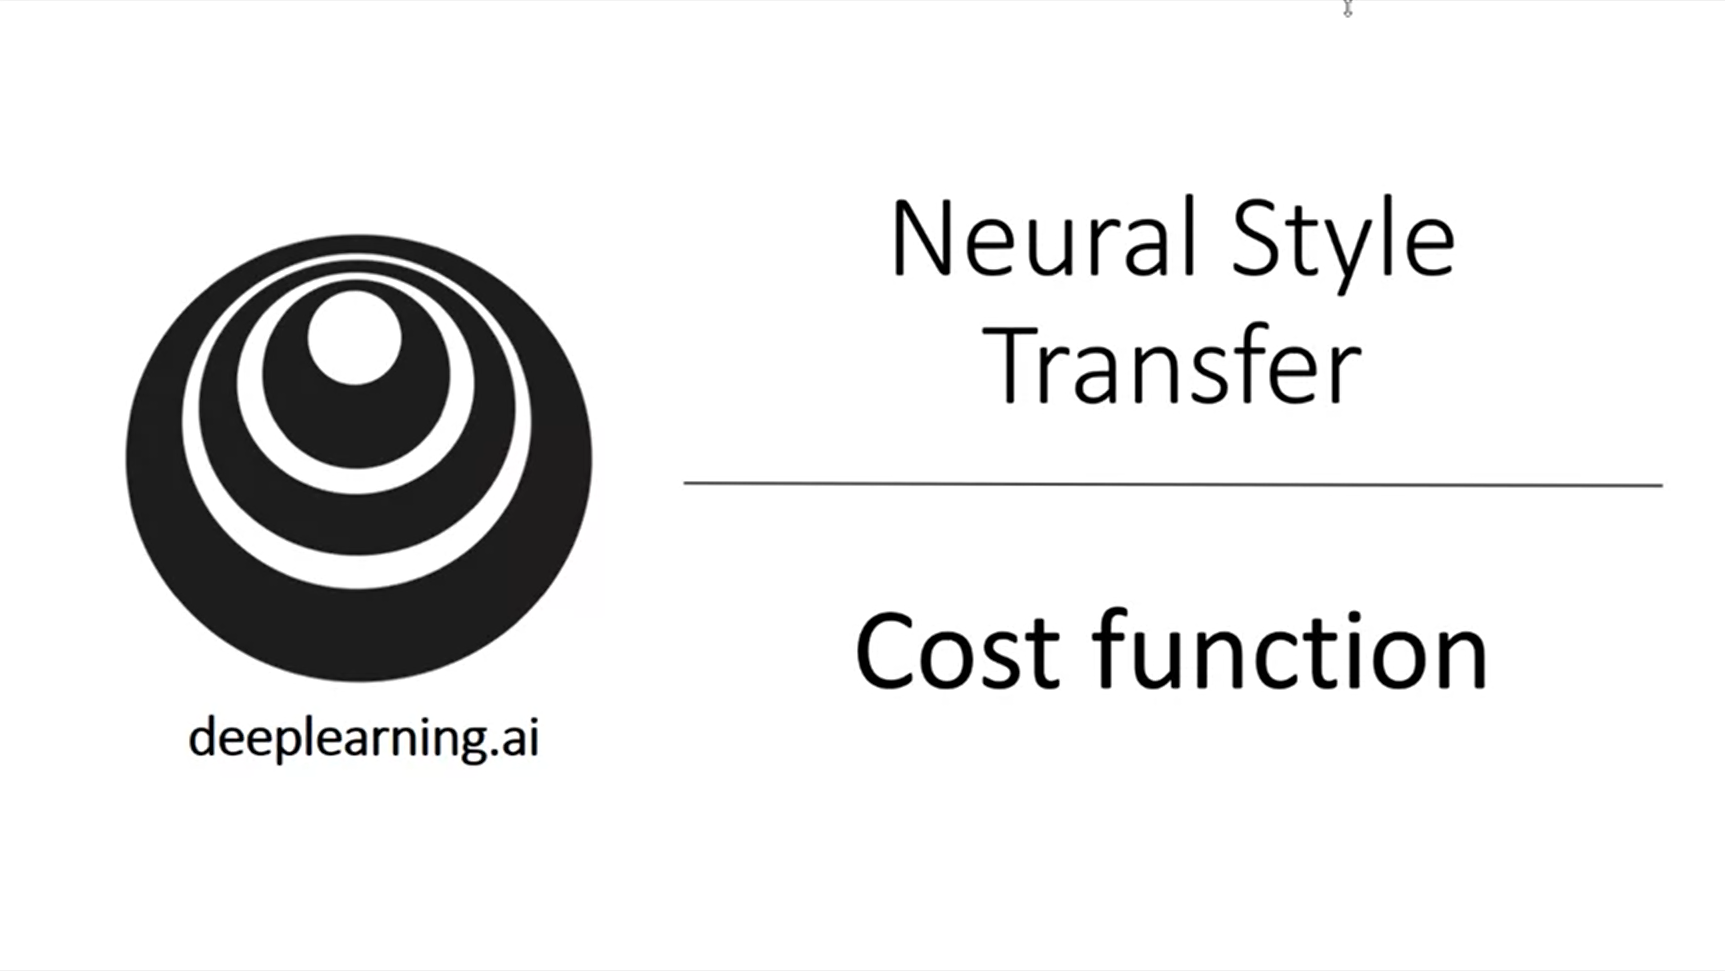 Neural Style
Transfer
Cost function
deeplearning.ai